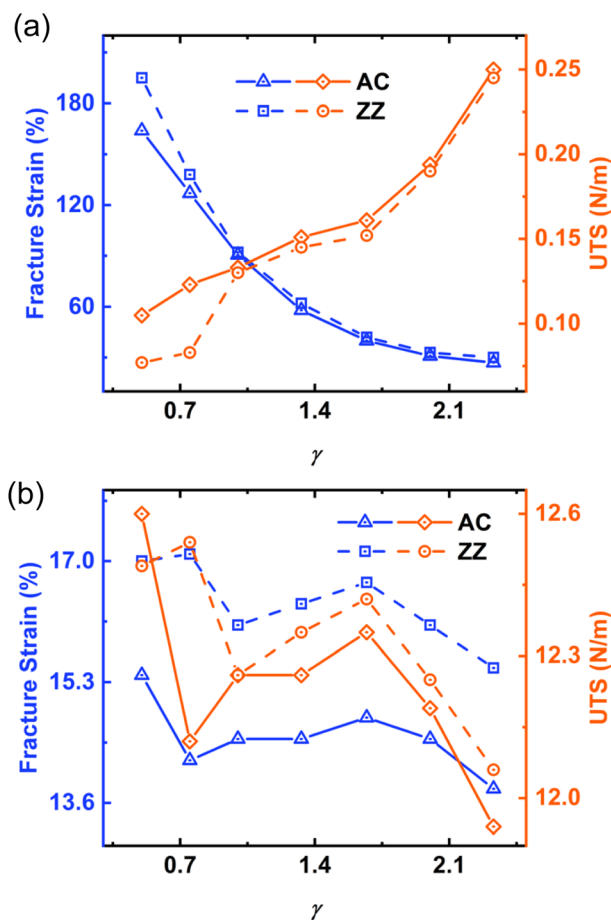 (a)
Fracture Strain (%)
180
120
60
AC
ZZ
0.25
0.20
0.15
0.10
UTS (N/m)
0.7
1.4
2.1
γ
(b)
Fracture Strain (%)
17.0
15.3
13.6
AC
ZZ
12.6
12.3
12.0
UTS (N/m)
0.7
1.4
2.1
γ